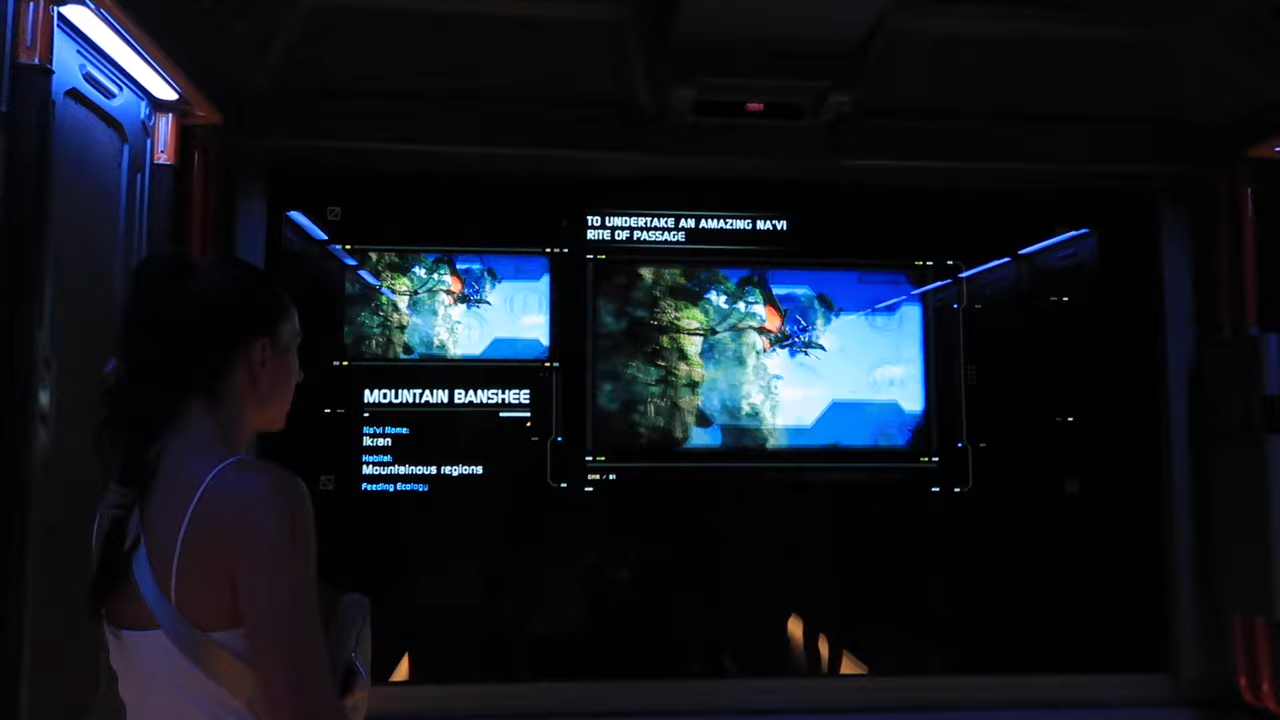 TO UNDERTAKE AN AMAZING NA'VI
RITE OF PASSAGE
MOUNTAIN BANSHEE
Na'vi Name:
Ikran
Habitat:
Mountainous regions
Feeding Ecology